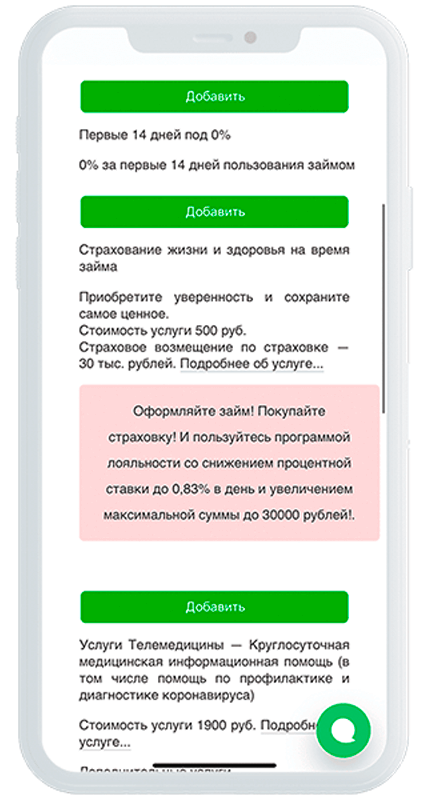 Добавить
Первые 14 дней под 0%
0% за первые 14 дней пользования займом
Добавить
Страхование жизни и здоровья на время
займа
Приобретите уверенность и сохраните
самое ценное.
Стоимость услуги 500 руб.
Страховое возмещение по страховке —
30 тыс. рублей. Подробнее об услуге...
Оформляйте займ! Покупайте
страховку! И пользуйтесь программой
лояльности со снижением процентной
ставки до 0,83% в день и увеличением
максимальной суммы до 30000 рублей!.
Добавить
Услуги Телемедицины — Круглосуточная
медицинская информационная помощь (в
том числе помощь по профилактике и
диагностике коронавируса)
Стоимость услуги 1900 руб.
услуге...
Дополнительные услуги